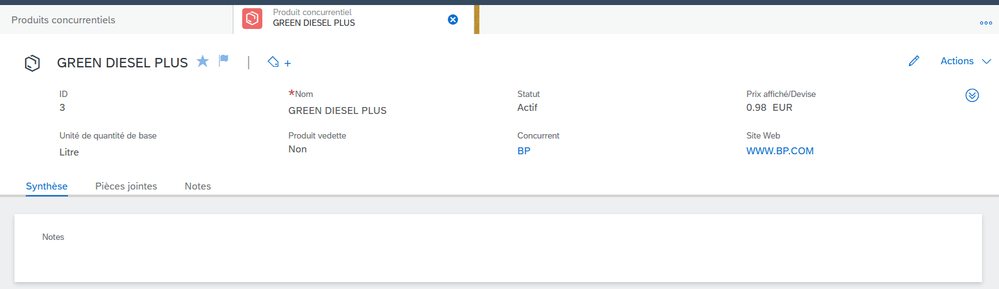 Produits concurrentiels
Produit concurrentiel
GREEN DIESEL PLUS
GREEN DIESEL PLUS
Actions
ID
3
*Nom
GREEN DIESEL PLUS
Statut
Actif
Prix affiché/Devise
0.98 EUR
Unité de quantité de base
Litre
Produit vedette
Non
Concurrent
BP
Site Web
WWW.BP.COM
Synthèse
Pièces jointes
Notes
Notes